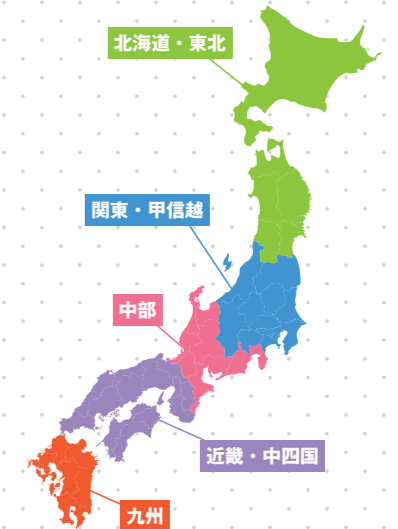 北海道・東北
関東・甲信越
中部
近畿・中四国
九州